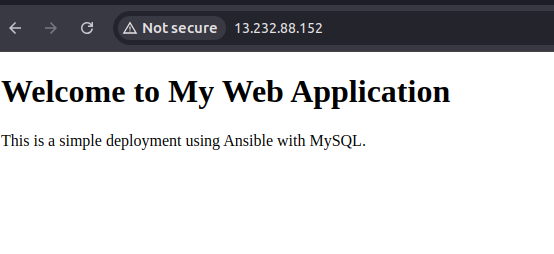 Not secure 13.232.88.152
Welcome to My Web Application
This is a simple deployment using Ansible with MySQL.